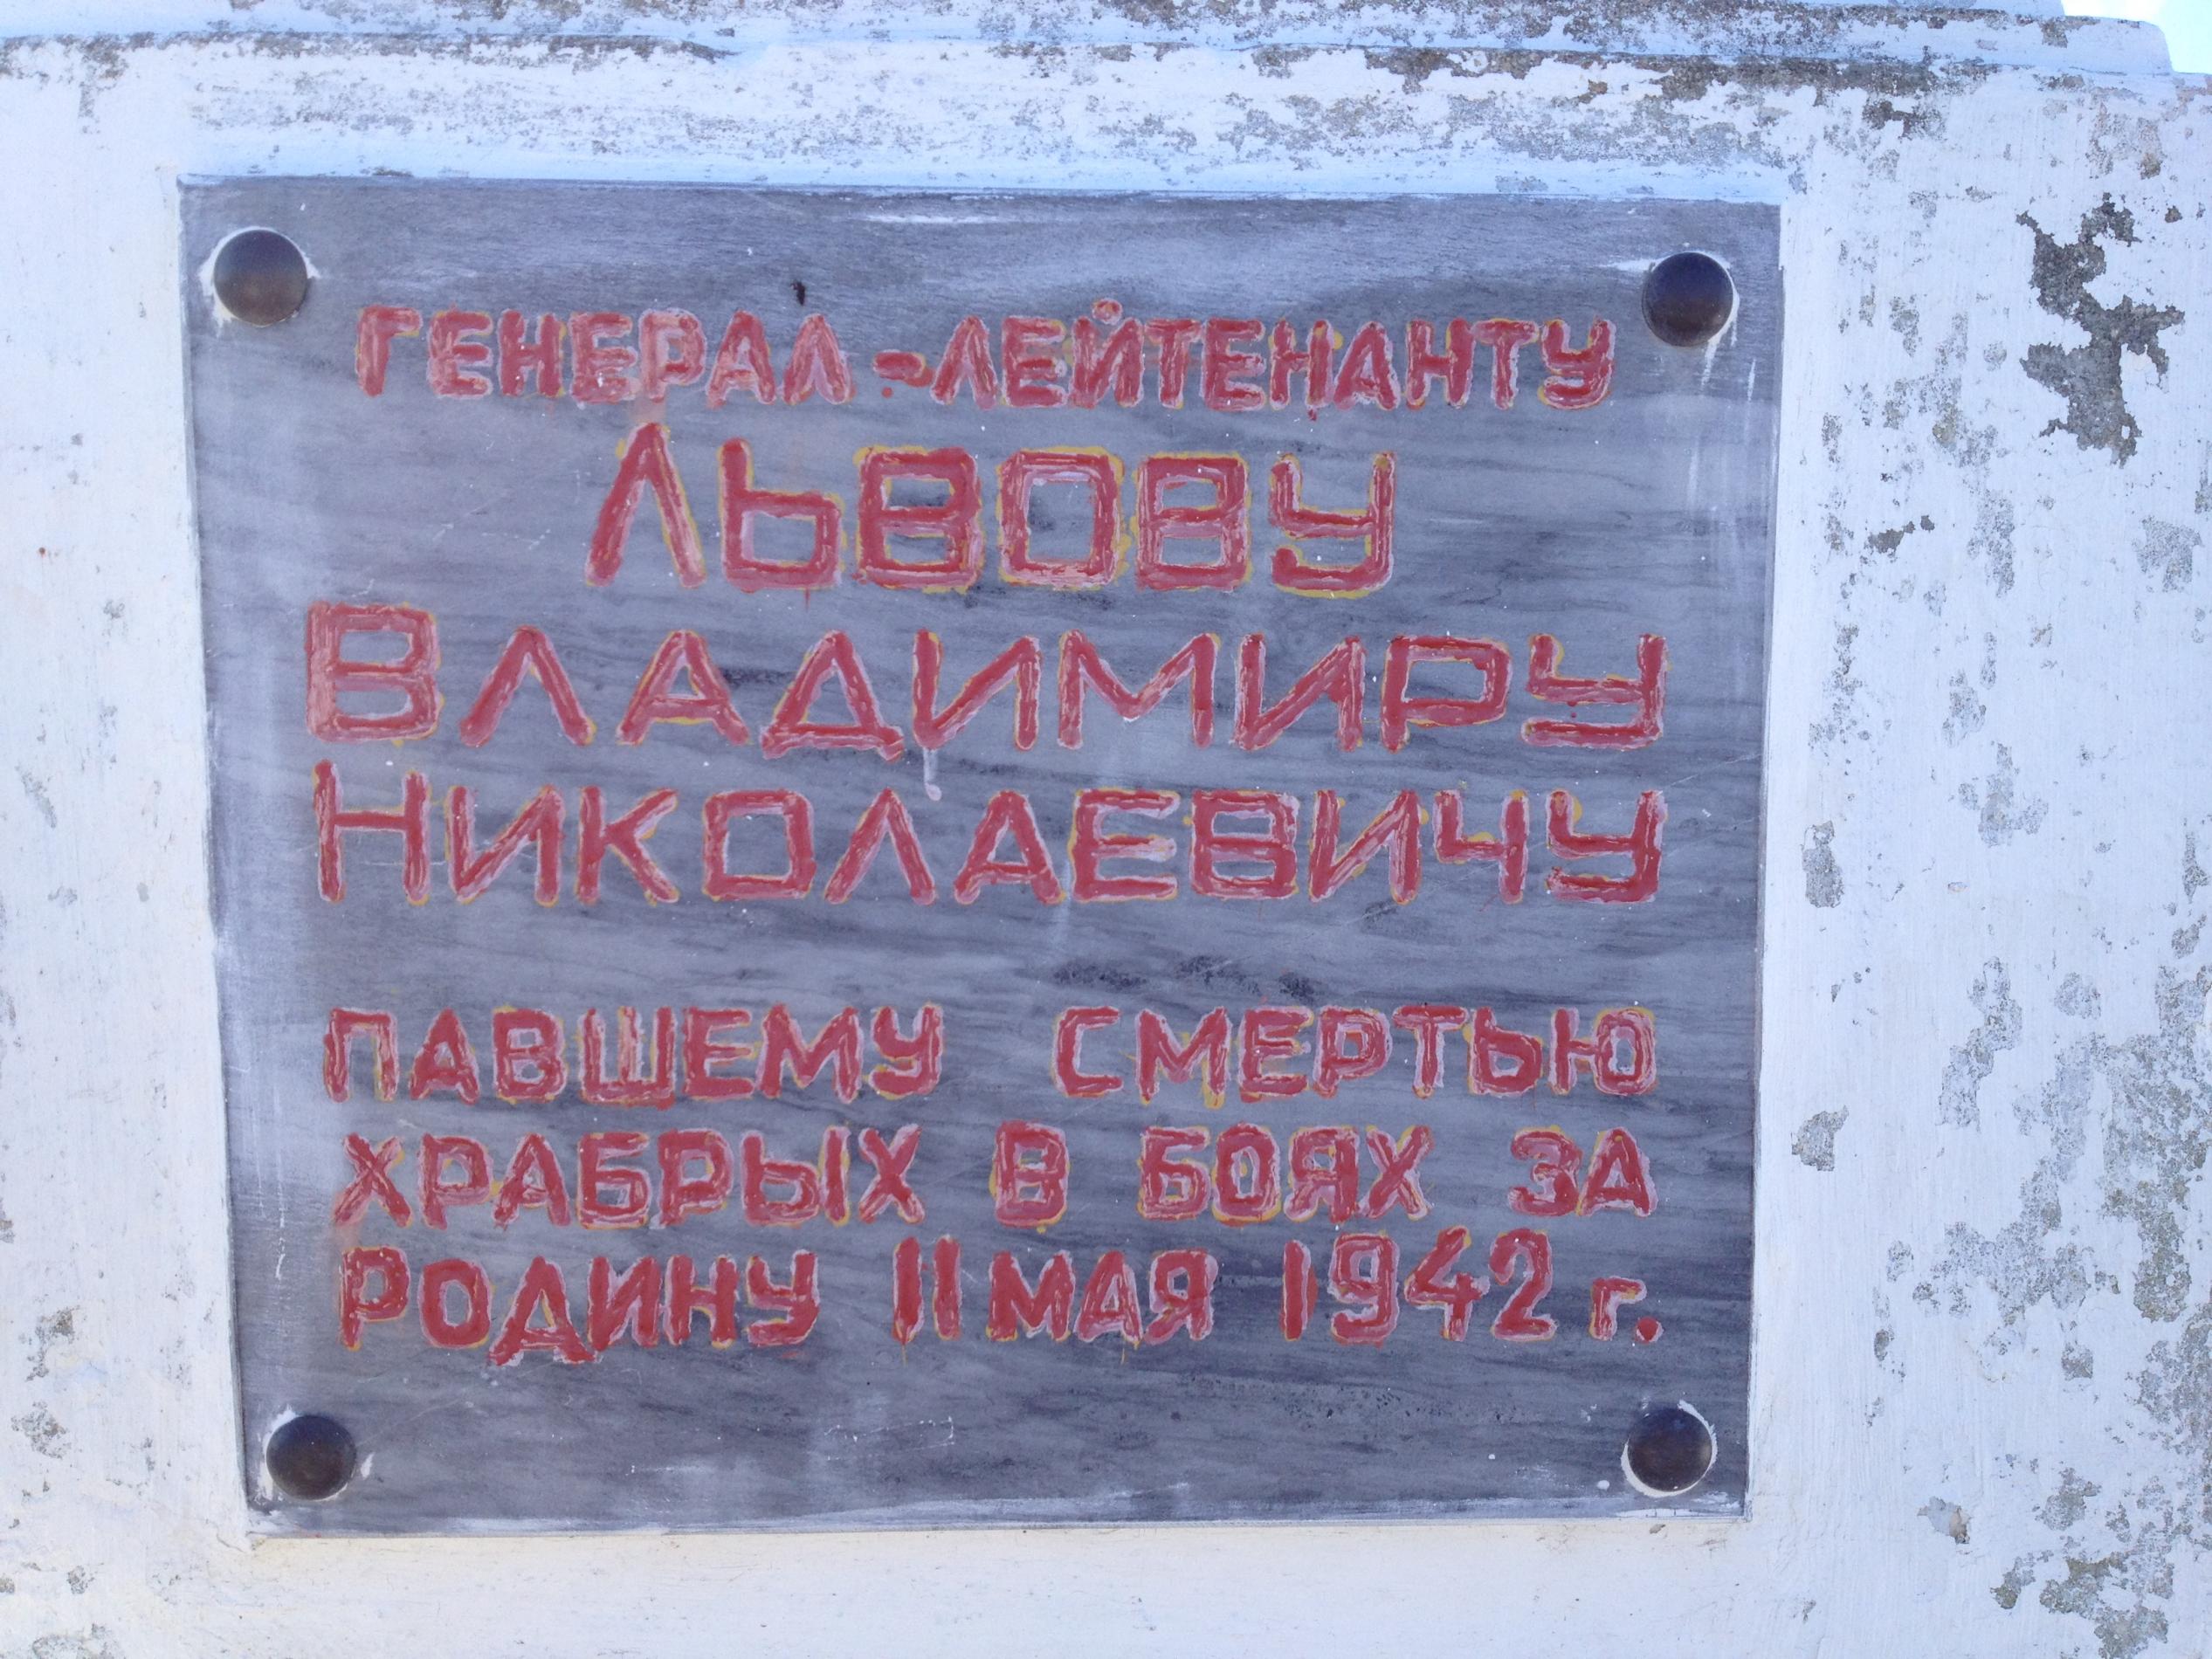 ГЕНЕРАЛ-ЛЕЙТЕНАНТУ
ЛЬВОВУ
ВЛАДИМИРУ
НИКОЛАЕВИЧУ
ПАВШЕМУ СМЕРТЬЮ
ХРАБРЫХ В БОЯХ ЗА
РОДИНУ 11 МАЯ 1942 г.